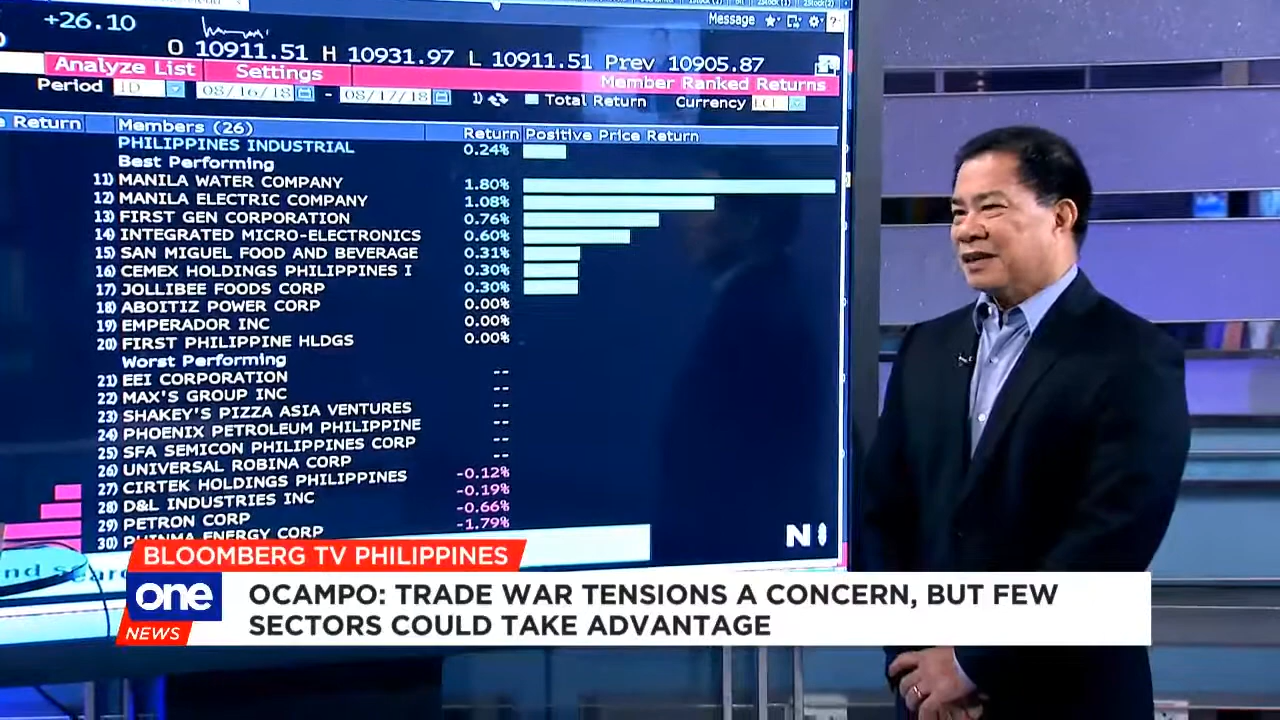 Message
+26.10
O 10911.51 H 10931.97 L 10911.51 Prev 10905.87
Analyze List Settings Member Ranked Returns
Period 1D 08/16/18 - 08/17/18 1) Total Return Currency
Return Members (26) Return Positive Price Return
PHILIPPINES INDUSTRIAL 0.24%
Best Performing
11) MANILA WATER COMPANY 1.80%
12) MANILA ELECTRIC COMPANY 1.08%
13) FIRST GEN CORPORATION 0.76%
14) INTEGRATED MICRO-ELECTRONICS 0.60%
15) SAN MIGUEL FOOD AND BEVERAGE 0.31%
16) CEMEX HOLDINGS PHILIPPINES I 0.30%
17) JOLLIBEE FOODS CORP 0.30%
18) ABOITIZ POWER CORP 0.00%
19) EMPERADOR INC 0.00%
20) FIRST PHILIPPINE HLDGS 0.00%
Worst Performing
21) EEI CORPORATION --
22) MAX'S GROUP INC --
23) SHAKEY'S PIZZA ASIA VENTURES --
24) PHOENIX PETROLEUM PHILIPPINE --
25) SFA SEMICON PHILIPPINES CORP --
26) UNIVERSAL ROBINA CORP -0.12%
27) CIRTEK HOLDINGS PHILIPPINES -0.19%
28) D&L INDUSTRIES INC -0.66%
29) PETRON CORP -1.79%
30) PHINMA ENERGY CORP
N
BLOOMBERG TV PHILIPPINES
one
NEWS
OCAMPO: TRADE WAR TENSIONS A CONCERN, BUT FEW
SECTORS COULD TAKE ADVANTAGE